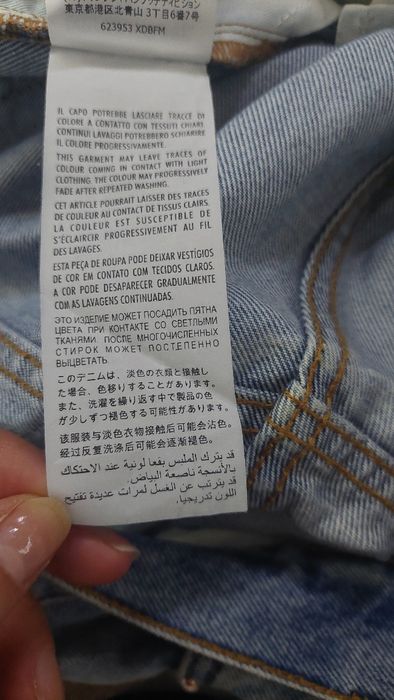 東京都港区北青山 3丁目6番7号
623953 XDBFM
IL CAPO POTREBBE LASCIARE TRACCE DI
COLORE A CONTATTO CON TESSUTI CHIARI.
CONTINUI LAVAGGI POTREBBERO SCHIARIRE
IL COLORE PROGRESSIVAMENTE.
THIS GARMENT MAY LEAVE TRACES OF
COLOUR COMING IN CONTACT WITH LIGHT
CLOTHING. THE COLOUR MAY PROGRESSIVELY
FADE AFTER REPEATED WASHING.
CET ARTICLE POURRAIT LAISSER DES TRACES
DE COULEUR AU CONTACT DE TISSUS CLAIRS.
LA COULEUR EST SUSCEPTIBLE DE
S'ÉCLAIRCIR PROGRESSIVEMENT AU FIL
DES LAVAGES.
ESTA PEÇA DE ROUPA PODE DEIXAR VESTÍGIOS
DE COR EM CONTATO COM TECIDOS CLAROS.
A COR PODE DESAPARECER GRADUALMENTE
COM AS LAVAGENS CONTINUADAS.
ЭТО ИЗДЕЛИЕ МОЖЕТ ПОСАДИТЬ ПЯТНА
ЦВЕТА ПРИ КОНТАКТЕ СО СВЕТЛЫМИ
ТКАНЯМИ. ПОСЛЕ МНОГОЧИСЛЕННЫХ
СТИРОК МОЖЕТ ПОСТЕПЕННО
ВЫЦВЕТАТЬ.
このデニムは、淡色の衣類と接触し
た場合、色移りすることがあります。
また、洗濯を繰り返す中で製品の色
が少しずつ褪せする可能性があります。
该服装与淡色衣物接触后可能会沾色。
经过反复洗涤后可能会逐渐褪色。
قد يترك الملبس بقعا لونية عند الاحتكاك
بالأنسجة ناصعة البياض.
قد يترتب عن الغسل لمرات عديدة تفتيح
اللون تدريجيا.